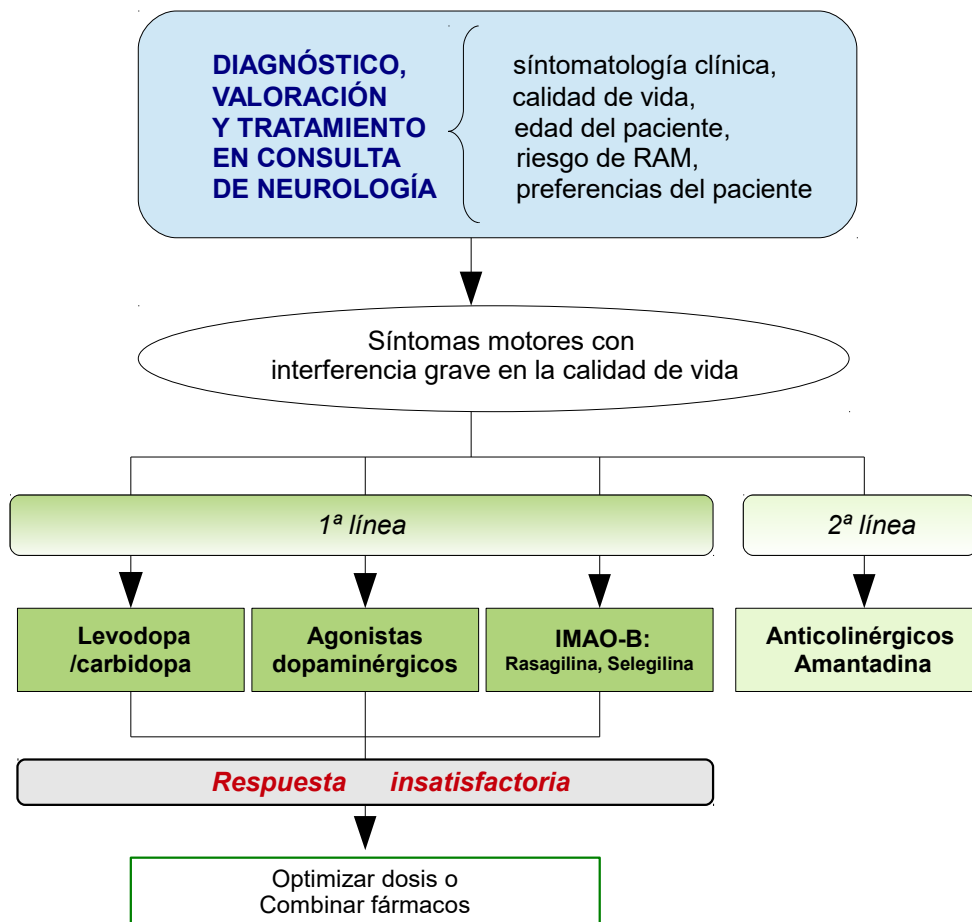 DIAGNÓSTICO,
VALORACIÓN
Y TRATAMIENTO
EN CONSULTA
DE NEUROLOGÍA
síntomatología clínica,
calidad de vida,
edad del paciente,
riesgo de RAM,
preferencias del paciente
Síntomas motores con
interferencia grave en la calidad de vida
1ª línea
2ª línea
Levodopa
/carbidopa
Agonistas
dopaminérgicos
IMAO-B:
Rasagilina, Selegilina
Anticolinérgicos
Amantadina
Respuesta insatisfactoria
Optimizar dosis o
Combinar fármacos